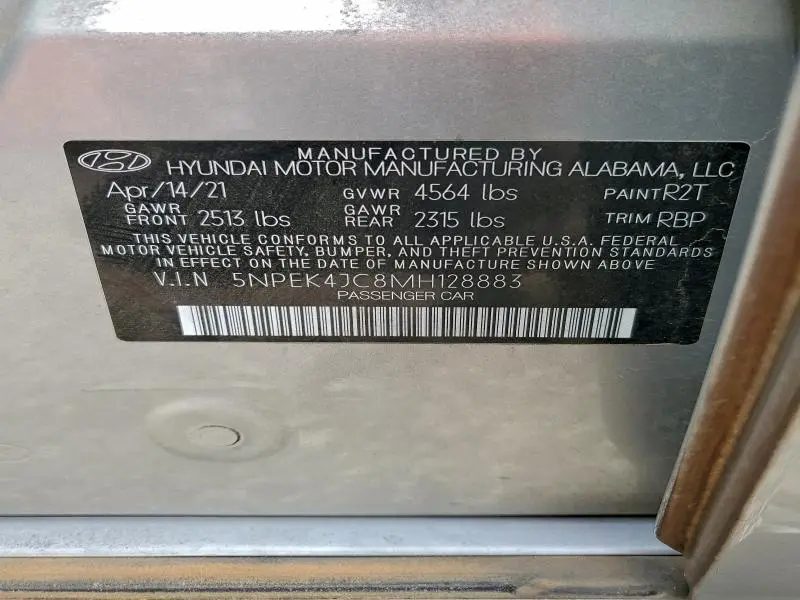 MANUFACTURED BY
HYUNDAI MOTOR MANUFACTURING ALABAMA, LLC
Apr/14/21 GVWR 4564 lbs PAINT R2T
GAWR FRONT 2513 lbs GAWR REAR 2315 lbs TRIM RBP
THIS VEHICLE CONFORMS TO ALL APPLICABLE U.S.A. FEDERAL
MOTOR VEHICLE SAFETY, BUMPER, AND THEFT PREVENTION STANDARDS
IN EFFECT ON THE DATE OF MANUFACTURE SHOWN ABOVE
V.I.N 5NPEK4JC8MH128883
PASSENGER CAR